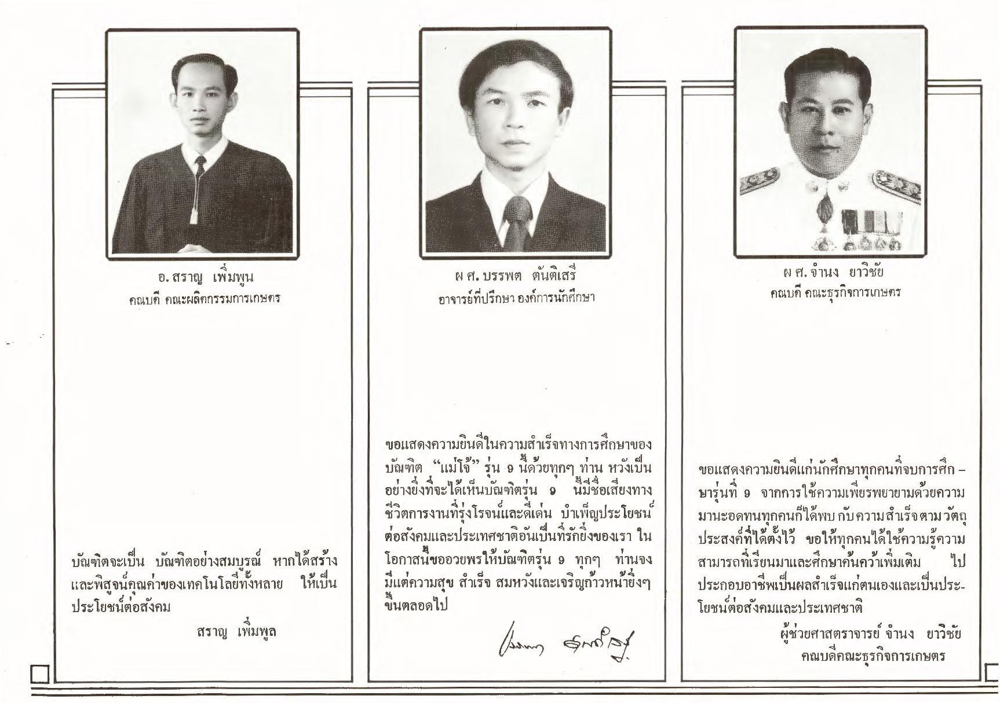 อ. สราญ เพิ่มพูน
คณบดี คณะผลิตกรรมการเกษตร
บัณฑิตจะเป็น บัณฑิตอย่างสมบูรณ์ หากได้สร้าง
และพิสูจน์คุณค่าของเทคโนโลยีทั้งหลาย ให้เป็น
ประโยชน์ต่อสังคม
สราญ เพิ่มพูล
ผศ. บรรพต ตันติเสรี
อาจารย์ที่ปรึกษา องค์การนักศึกษา
ขอแสดงความยินดีในความสำเร็จทางการศึกษาของ
บัณฑิต “แม่โจ้” รุ่น 9 นี้ด้วยทุกๆ ท่าน หวังเป็น
อย่างยิ่งที่จะได้เห็นบัณฑิตรุ่น 9 นี้มีชื่อเสียงทาง
ชีวิตการงานที่รุ่งโรจน์และดีเด่น บำเพ็ญประโยชน์
ต่อสังคมและประเทศชาติอันเป็นที่รักยิ่งของเรา ใน
โอกาสนี้ขออวยพรให้บัณฑิตรุ่น 9 ทุกๆ ท่านจง
มีแต่ความสุข สำเร็จ สมหวังและเจริญก้าวหน้ายิ่งๆ
ขึ้นตลอดไป
ผศ. จำนง ยาวิชัย
คณบดี คณะธุรกิจการเกษตร
ขอแสดงความยินดีแก่นักศึกษาทุกคนที่จบการศึก –
ษารุ่นที่ 9 จากการใช้ความเพียรพยายามด้วยความ
มานะอดทนทุกคนก็ได้พบกับความสำเร็จตามวัตถุ
ประสงค์ที่ได้ตั้งไว้ ขอให้ทุกคนได้ใช้ความรู้ความ
สามารถที่เรียนมาและศึกษาค้นคว้าเพิ่มเติม ไป
ประกอบอาชีพเป็นผลสำเร็จแก่ตนเองและเป็นประ-
โยชน์ต่อสังคมและประเทศชาติ
ผู้ช่วยศาสตราจารย์ จำนง ยาวิชัย
คณบดีคณะธุรกิจการเกษตร